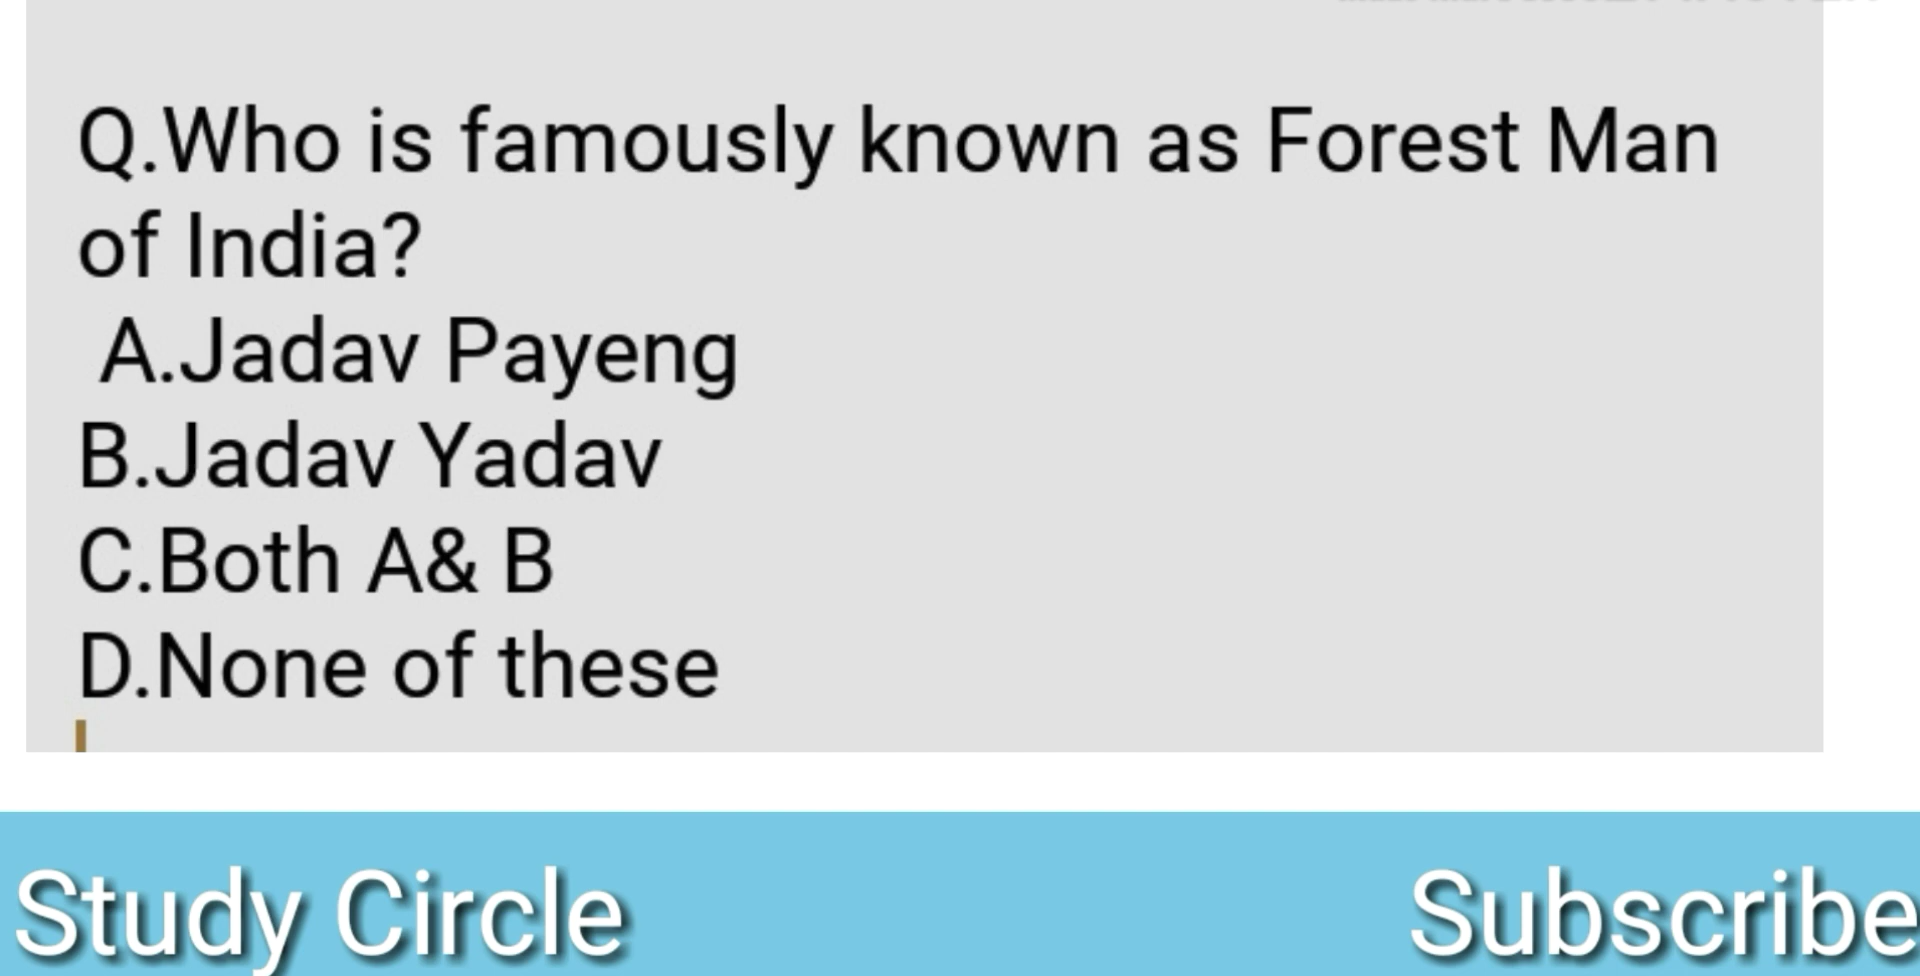 Q.Who is famously known as Forest Man
of India?
A.Jadav Payeng
B.Jadav Yadav
C.Both A& B
D.None of these
Study Circle
Subscribe